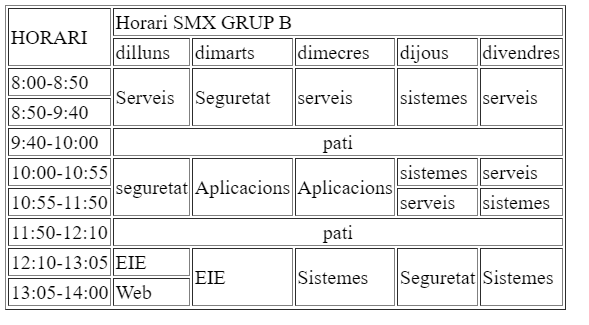 HORARI Horari SMX GRUP B
dilluns dimarts dimecres dijous divendres
8:00-8:50 Serveis Seguretat serveis sistemes serveis
8:50-9:40
9:40-10:00 pati
10:00-10:55 seguretat Aplicacions Aplicacions sistemes serveis
10:55-11:50 serveis sistemes
11:50-12:10 pati
12:10-13:05 EIE EIE Sistemes Seguretat Sistemes
13:05-14:00 Web